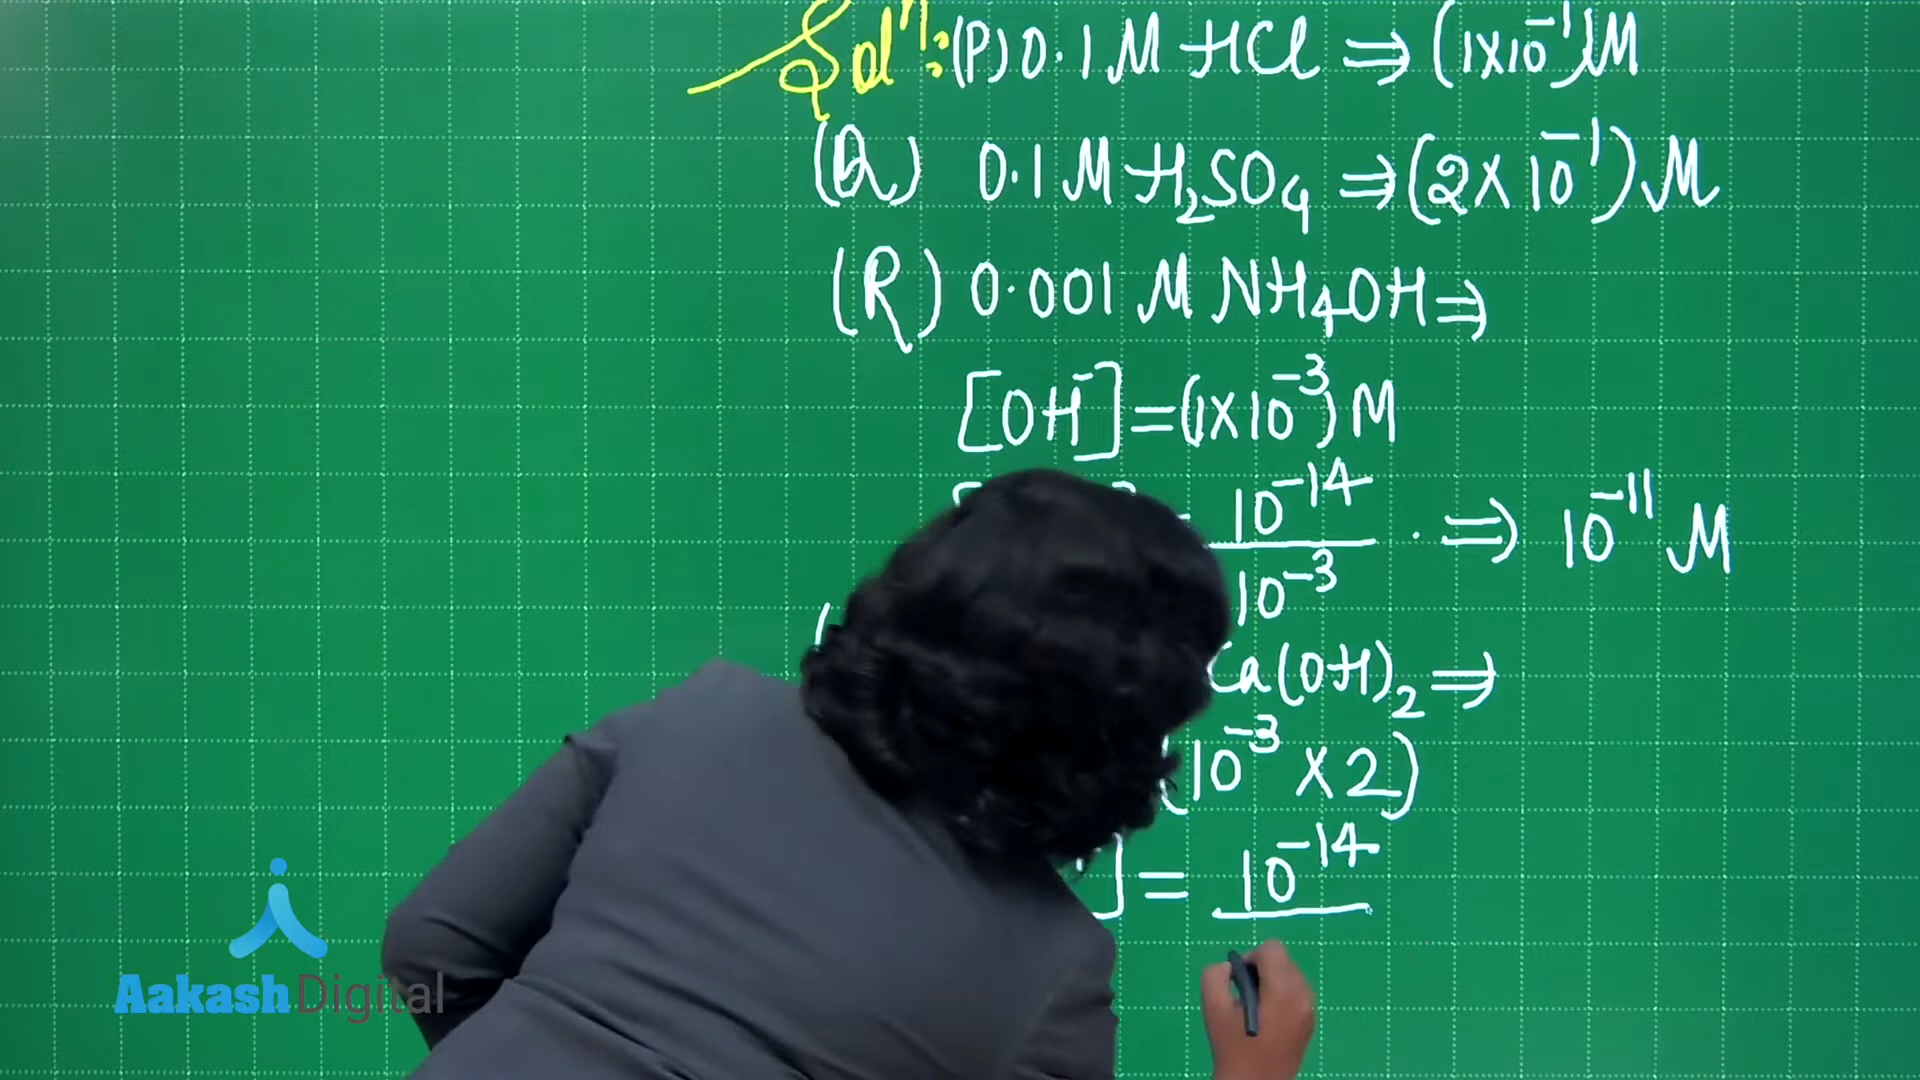 Solⁿ: (P) 0.1 M HCl ⇒ (1×10⁻¹)M
(Q) 0.1 M H₂SO₄ ⇒ (2×10⁻¹) M
(R) 0.001 M NH₄OH ⇒
[OH⁻] = (1×10⁻³) M
10⁻¹⁴ / 10⁻³ ⇒ 10⁻¹¹ M
Ca(OH)₂ ⇒
(10⁻³ × 2)
] = 10⁻¹⁴
Aakash Digital